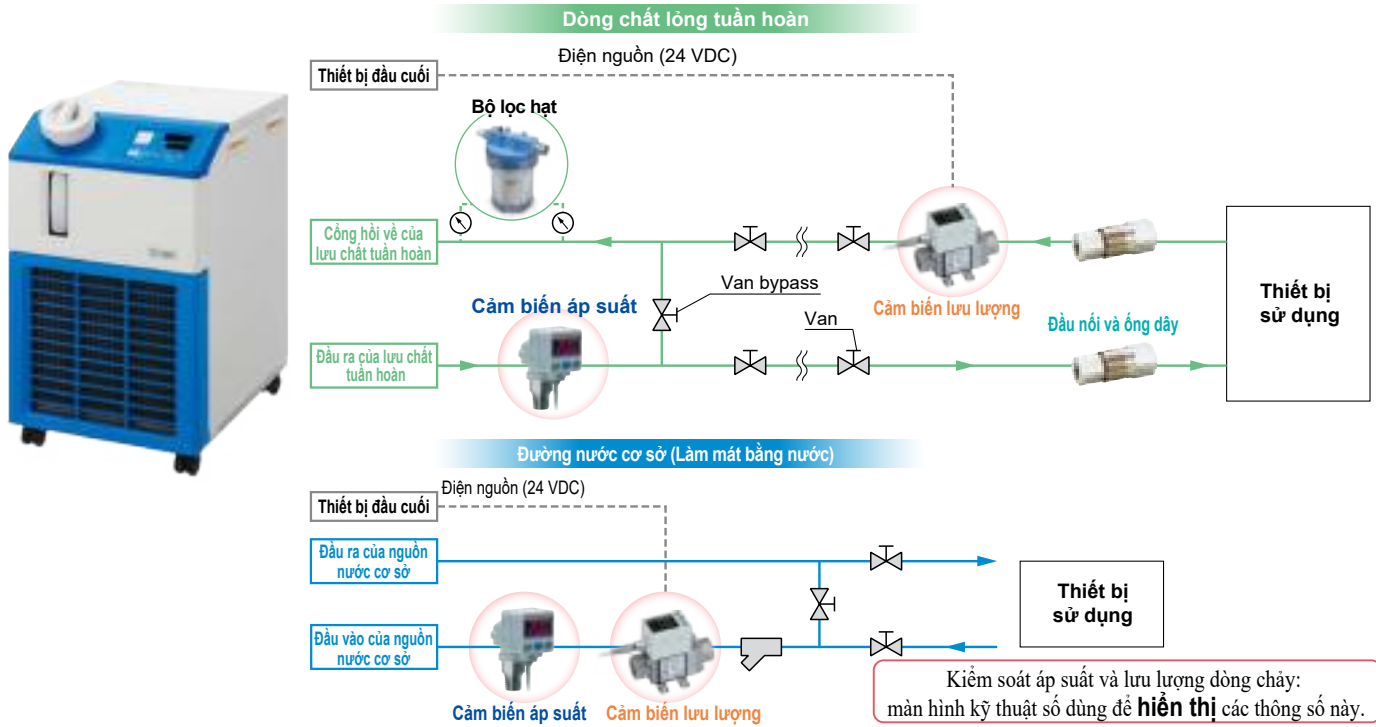 Dòng chất lỏng tuần hoàn
Điện nguồn (24 VDC)
Thiết bị đầu cuối
Bộ lọc hạt
Cổng hồi về của
lưu chất tuần hoàn
Van bypass
Cảm biến áp suất
Cảm biến lưu lượng
Van
Đầu nối và ống dây
Thiết bị
sử dụng
Đầu ra của lưu chất
tuần hoàn
Đường nước cơ sở (Làm mát bằng nước)
Điện nguồn (24 VDC)
Thiết bị đầu cuối
Đầu ra của nguồn
nước cơ sở
Thiết bị
sử dụng
Đầu vào của nguồn
nước cơ sở
Cảm biến áp suất
Cảm biến lưu lượng
Kiểm soát áp suất và lưu lượng dòng chảy:
màn hình kỹ thuật số dùng để hiển thị các thông số này.